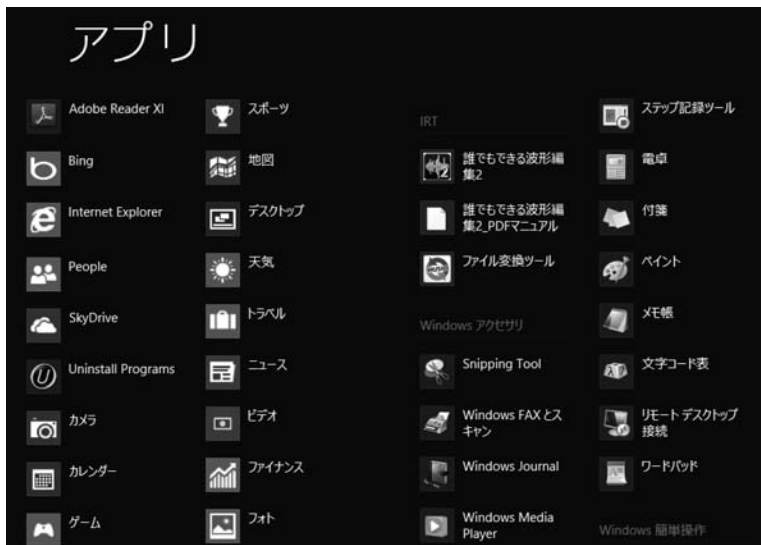 アプリ
Adobe Reader XI
Bing
Internet Explorer
People
SkyDrive
Uninstall Programs
カメラ
カレンダー
ゲーム
スポーツ
地図
デスクトップ
天気
トラベル
ニュース
ビデオ
ファイナンス
フォト
IRT
誰でもできる波形編
集2
誰でもできる波形編
集2_PDFマニュアル
ファイル変換ツール
Windows アクセサリ
Snipping Tool
Windows FAX とス
キャン
Windows Journal
Windows Media
Player
ステップ記録ツール
電卓
付箋
ペイント
メモ帳
文字コード表
リモート デスクトップ
接続
ワードパッド
Windows 簡単操作